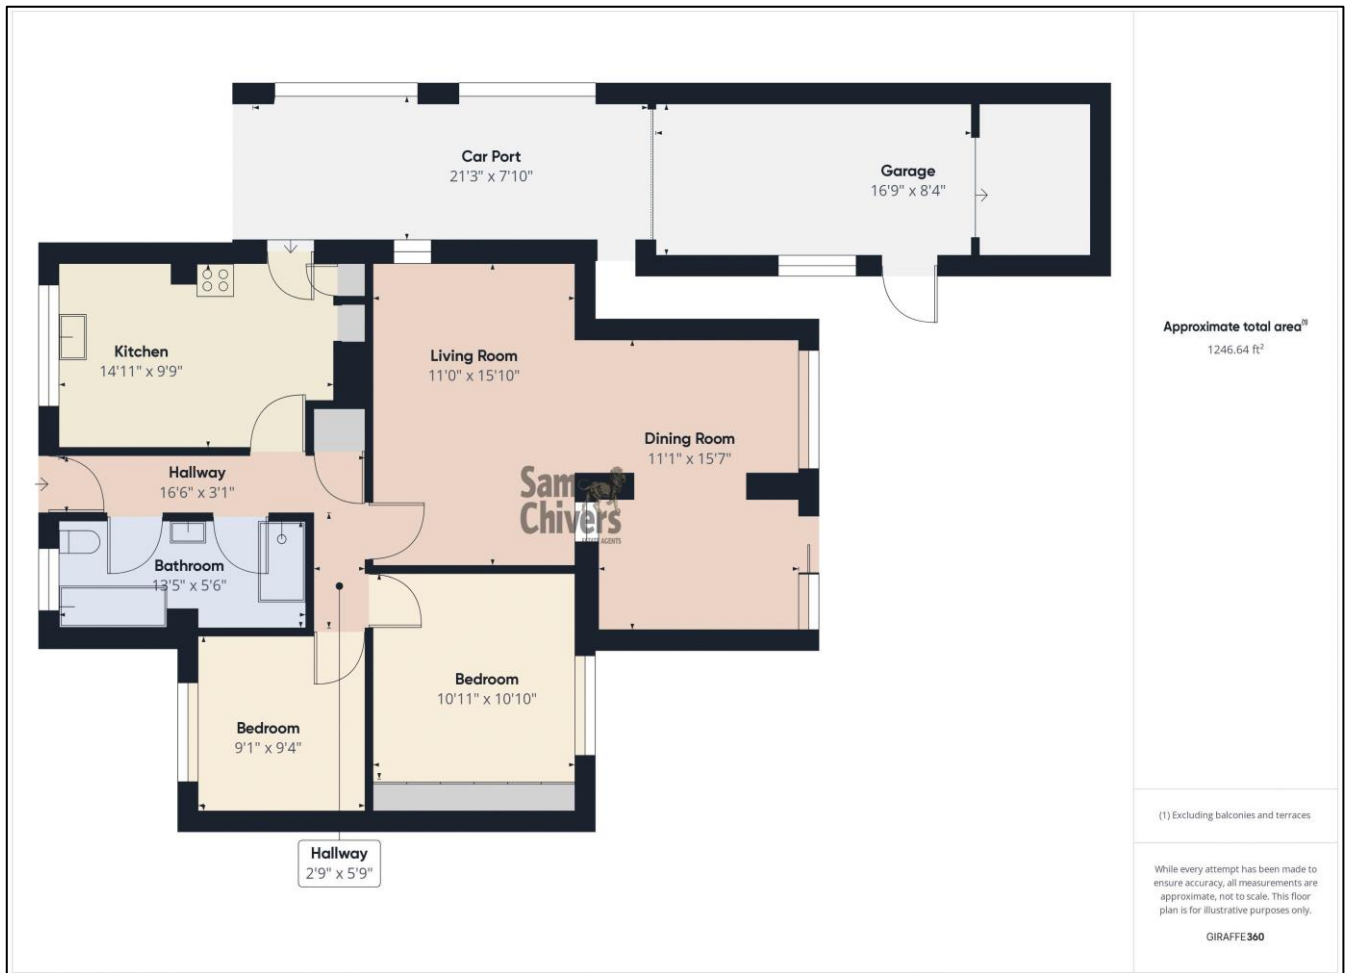 Car Port
21'3" x 7'10"
Garage
16'9" x 8'4"
Kitchen
14'11" x 9'9"
Living Room
11'0" x 15'10"
Dining Room
11'1" x 15'7"
Hallway
16'6" x 3'1"
Sam
Chivers
ESTATE AGENTS
Bathroom
13'5" x 5'6"
Bedroom
10'11" x 10'10"
Bedroom
9'1" x 9'4"
Hallway
2'9" x 5'9"
Approximate total area⁽¹⁾
1246.64 ft²
(1) Excluding balconies and terraces
While every attempt has been made to
ensure accuracy, all measurements are
approximate, not to scale. This floor
plan is for illustrative purposes only.
GIRAFFE360